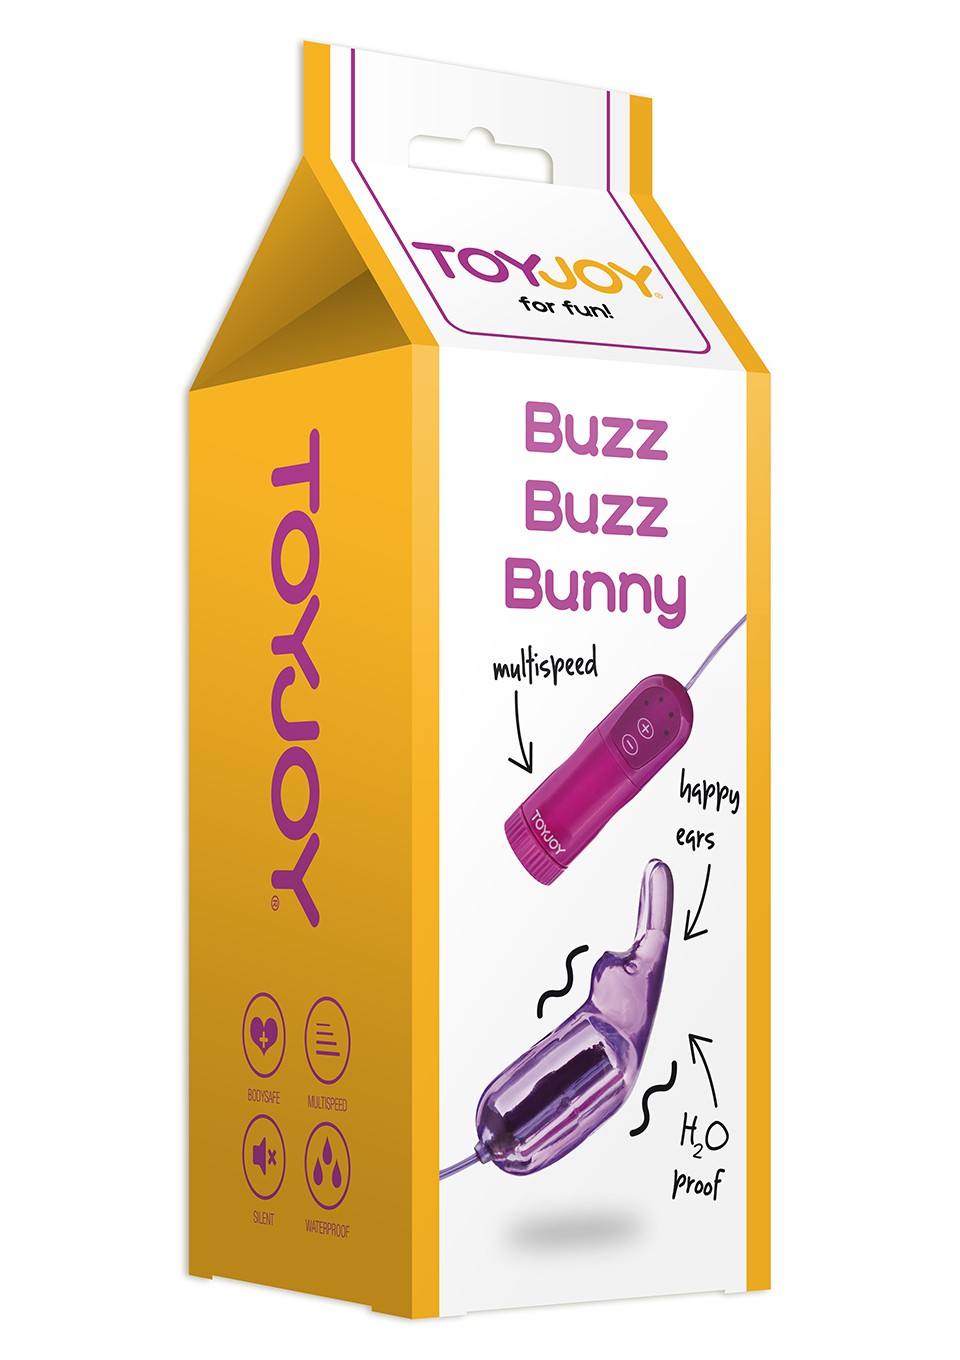 TOYJOY®
for fun!
Buzz
Buzz
Bunny
multispeed
+
−
TOYJOY
happy
ears
H₂O
proof
TOYJOY®
BODYSAFE
MULTISPEED
SILENT
WATERPROOF